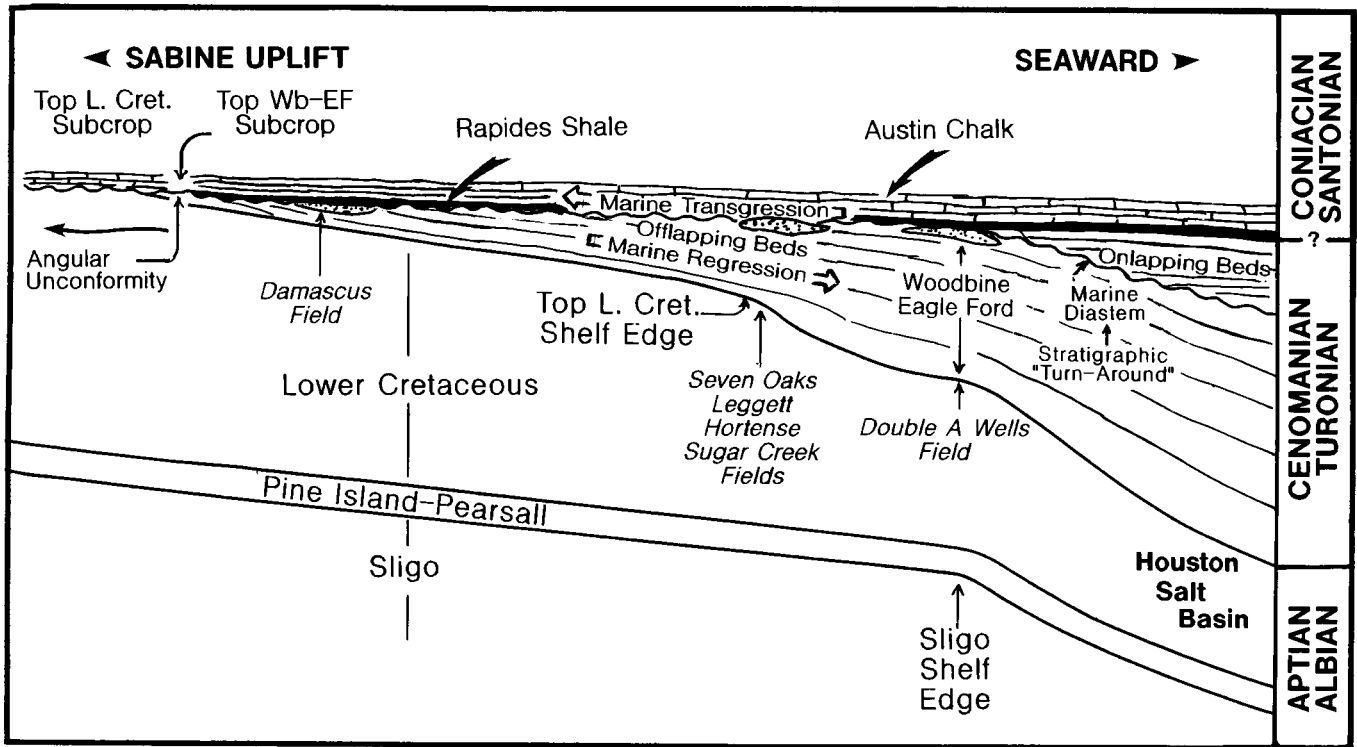 ◄ SABINE UPLIFT
SEAWARD ►
Top L. Cret.
Subcrop
Top Wb-EF
Subcrop
Rapides Shale
Austin Chalk
Marine Transgression
Offlapping Beds
Marine Regression
Onlapping Beds
Angular
Unconformity
Damascus
Field
Top L. Cret.
Shelf Edge
Woodbine
Eagle Ford
Marine
Diastem
Stratigraphic
"Turn-Around"
Lower Cretaceous
Seven Oaks
Leggett
Hortense
Sugar Creek
Fields
Double A Wells
Field
Pine Island-Pearsall
Sligo
Sligo
Shelf
Edge
Houston
Salt
Basin
CONIACIAN
SANTONIAN
?
CENOMANIAN
TURONIAN
APTIAN
ALBIAN